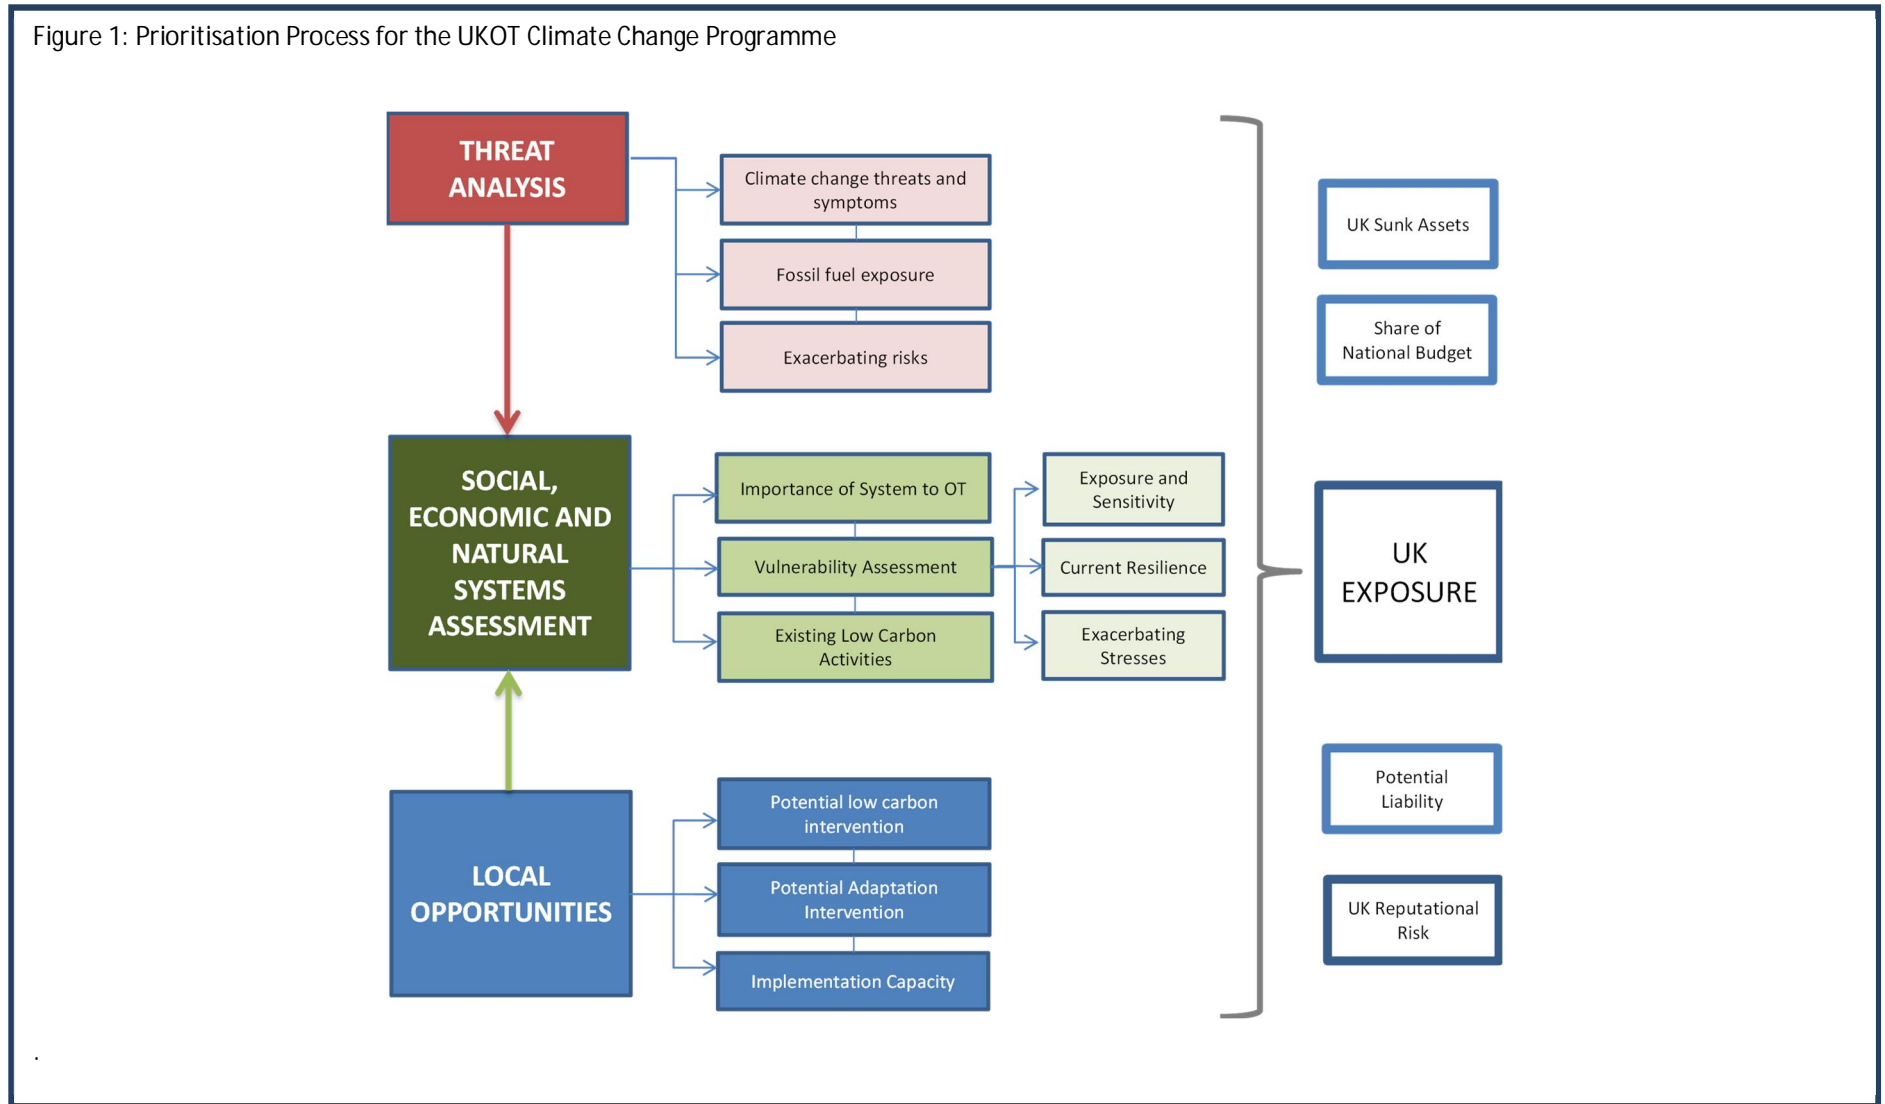 Figure 1: Prioritisation Process for the UKOT Climate Change Programme
THREAT
ANALYSIS
Climate change threats and
symptoms
Fossil fuel exposure
Exacerbating risks
SOCIAL,
ECONOMIC AND
NATURAL
SYSTEMS
ASSESSMENT
Importance of System to OT
Vulnerability Assessment
Existing Low Carbon
Activities
Exposure and
Sensitivity
Current Resilience
Exacerbating
Stresses
LOCAL
OPPORTUNITIES
Potential low carbon
intervention
Potential Adaptation
Intervention
Implementation Capacity
UK Sunk Assets
Share of
National Budget
UK
EXPOSURE
Potential
Liability
UK Reputational
Risk
.